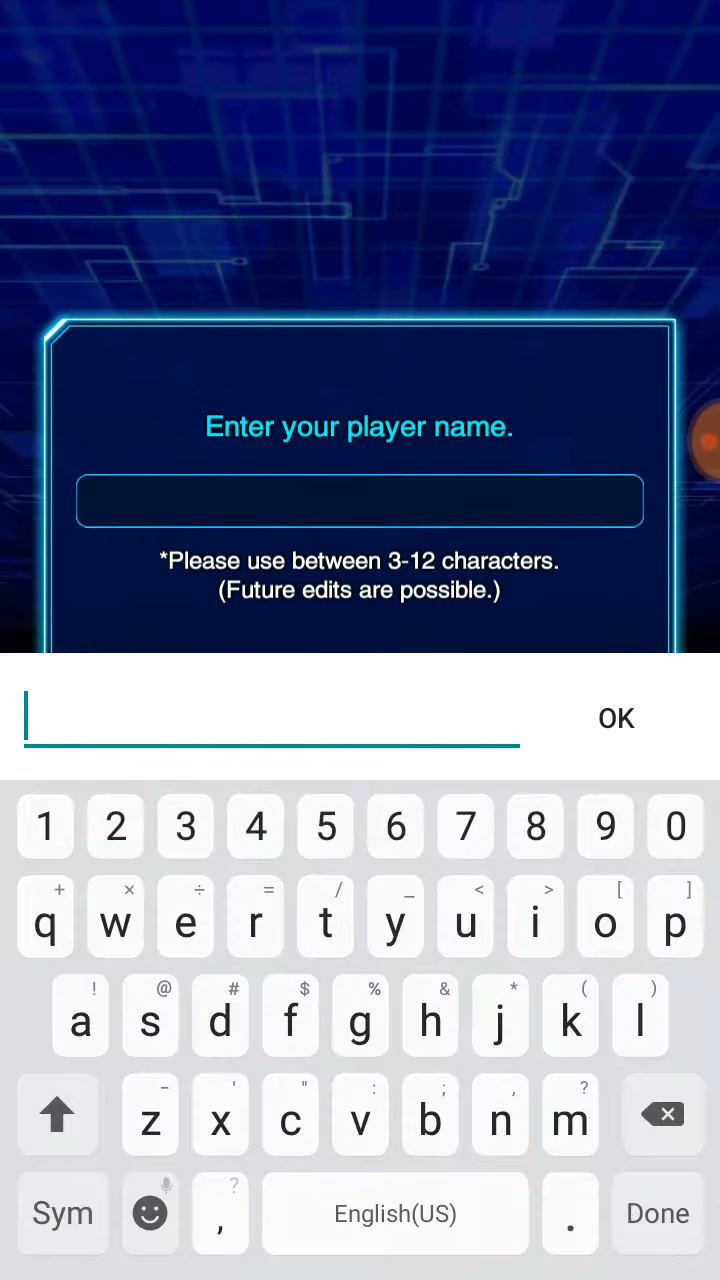 Enter your player name.
*Please use between 3-12 characters.
(Future edits are possible.)
OK
1 2 3 4 5 6 7 8 9 0
+ × ÷ = / _ < > [ ]
q w e r t y u i o p
! @ # $ % & * ( )
a s d f g h j k l
− ' " : ; , ?
z x c v b n m
?
Sym , English(US) . Done